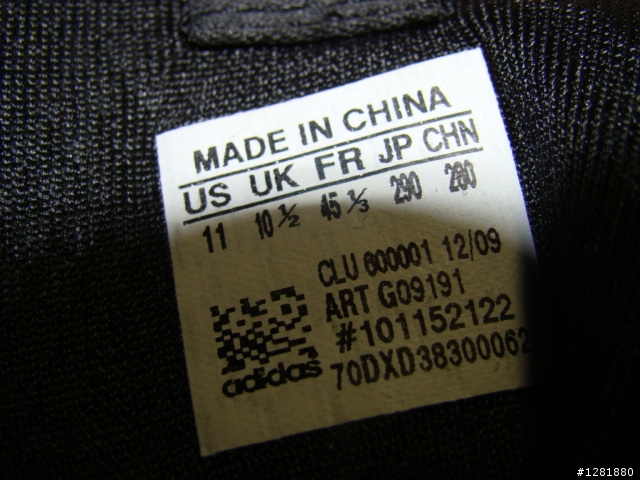 MADE IN CHINA
US UK FR JP CHN
11 10 ½ 45 ⅓ 290 280
CLU 600001 12/09
ART G09191
#101152122
70DXD38300062
adidas
#1281880